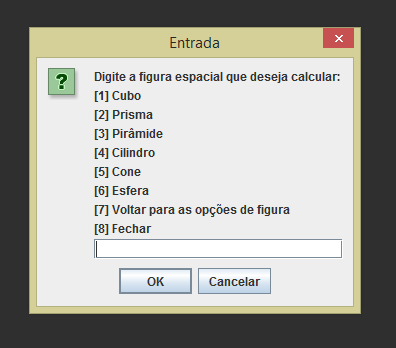 Entrada
Digite a figura espacial que deseja calcular:
[1] Cubo
[2] Prisma
[3] Pirâmide
[4] Cilindro
[5] Cone
[6] Esfera
[7] Voltar para as opções de figura
[8] Fechar
OK Cancelar